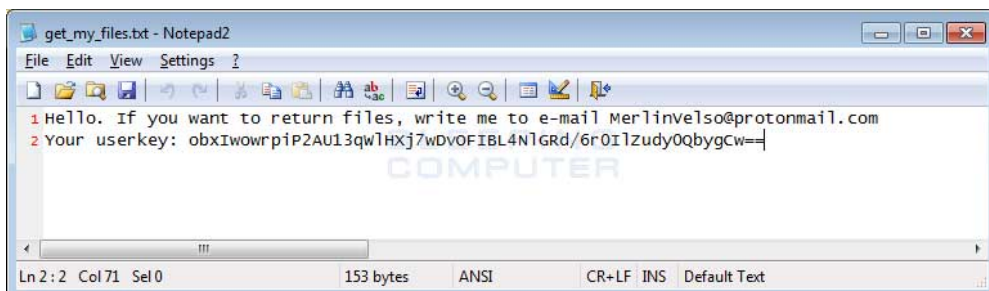 get_my_files.txt - Notepad2
File Edit View Settings ?
1 Hello. If you want to return files, write me to e-mail MerlinVelso@protonmail.com
2 Your userkey: obxIwowrpiP2AU13qWlHXj7wDvOFIBL4NlGRd/6rOIlZudyOQbygCw==
COMPUTER
Ln 2 : 2 Col 71 Sel 0 153 bytes ANSI CR+LF INS Default Text